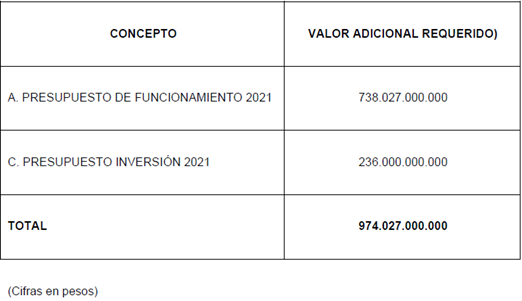 CONCEPTO VALOR ADICIONAL REQUERIDO)
A. PRESUPUESTO DE FUNCIONAMIENTO 2021 738.027.000.000
C. PRESUPUESTO INVERSIÓN 2021 236.000.000.000
TOTAL 974.027.000.000
(Cifras en pesos)